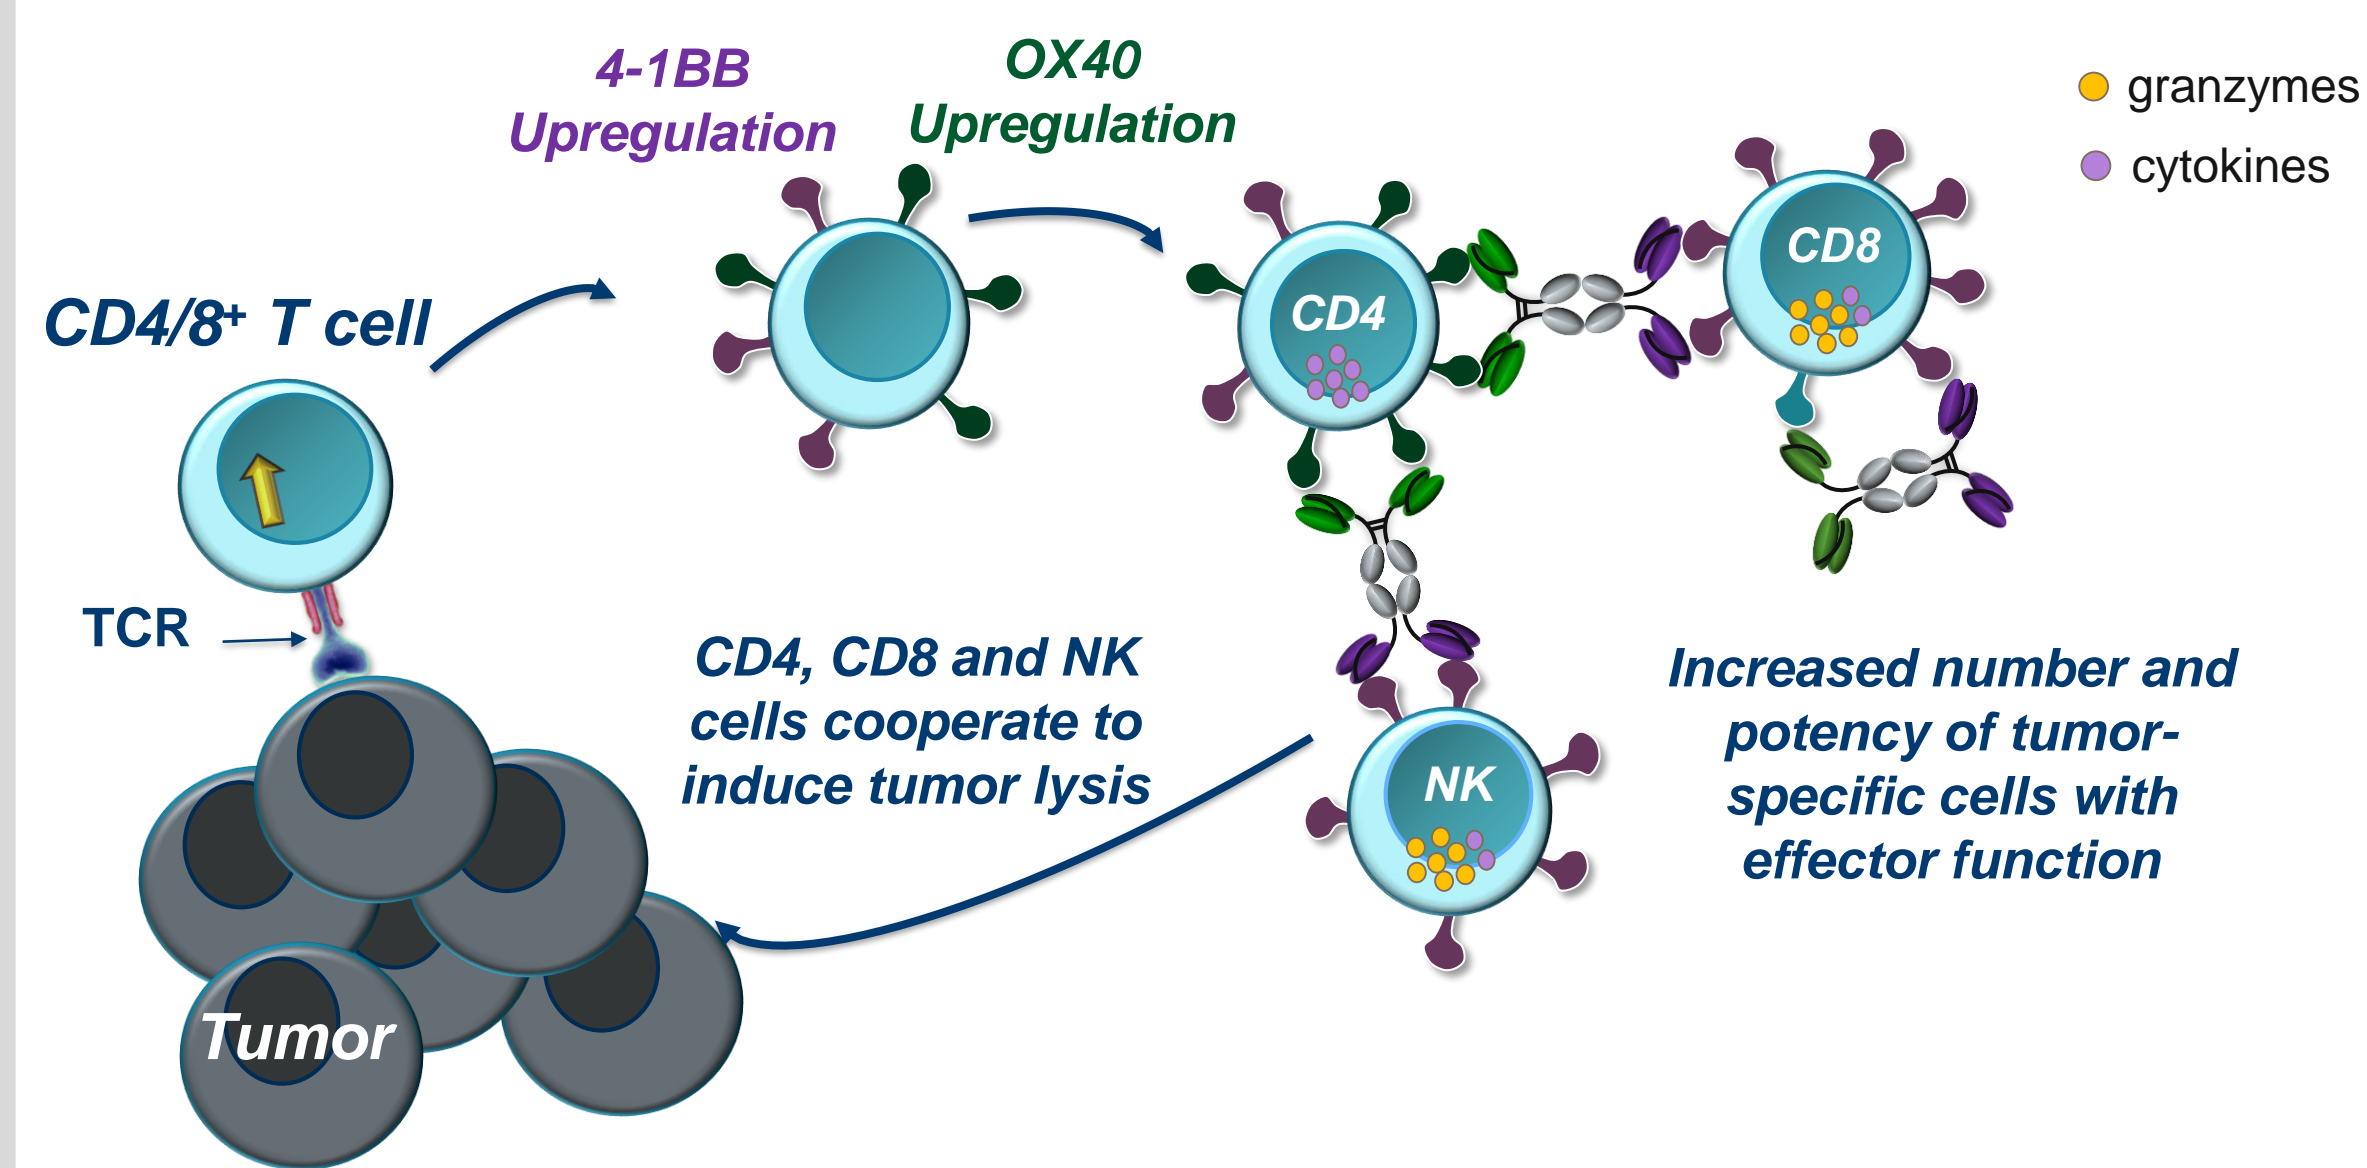 4-1BB
Upregulation
OX40
Upregulation
granzymes
cytokines
CD4/8+ T cell
CD4
CD8
TCR
CD4, CD8 and NK
cells cooperate to
induce tumor lysis
NK
Increased number and
potency of tumor-
specific cells with
effector function
Tumor